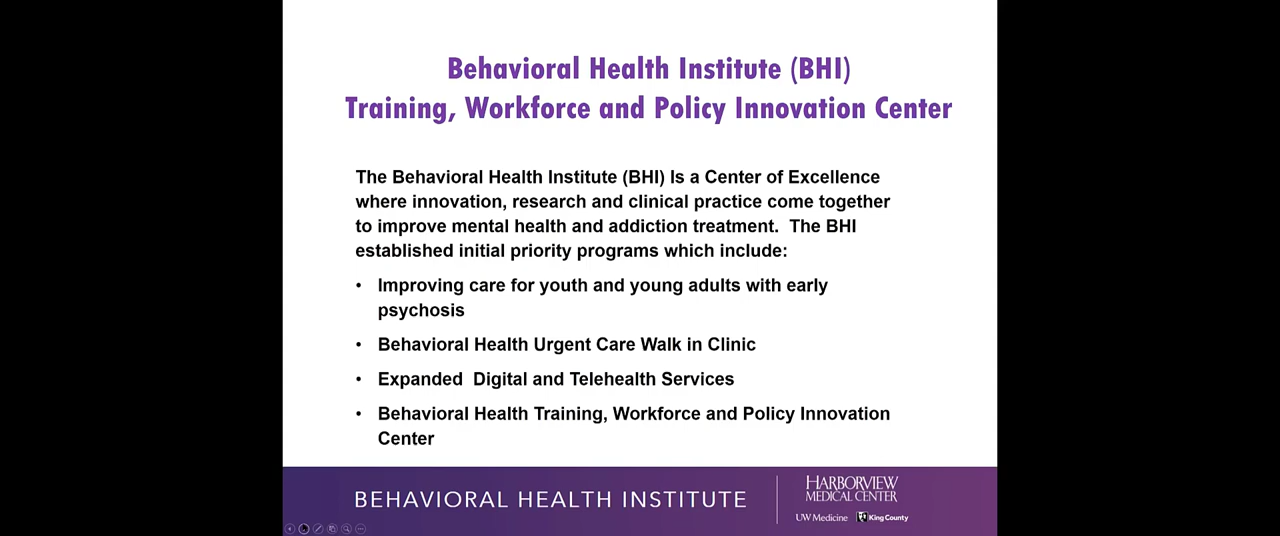 Behavioral Health Institute (BHI)
Training, Workforce and Policy Innovation Center
The Behavioral Health Institute (BHI) Is a Center of Excellence
where innovation, research and clinical practice come together
to improve mental health and addiction treatment.  The BHI
established initial priority programs which include:
• Improving care for youth and young adults with early
psychosis
• Behavioral Health Urgent Care Walk in Clinic
• Expanded  Digital and Telehealth Services
• Behavioral Health Training, Workforce and Policy Innovation
Center
BEHAVIORAL HEALTH INSTITUTE
HARBORVIEW
MEDICAL CENTER
UW Medicine
King County